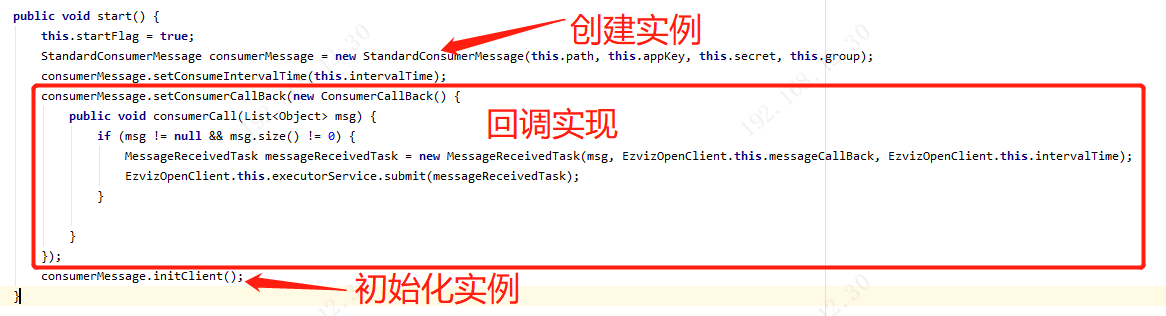 public void start() {
this.startFlag = true;
创建实例
StandardConsumerMessage consumerMessage = new StandardConsumerMessage(this.path, this.appKey, this.secret, this.group);
consumerMessage.setConsumeIntervalTime(this.intervalTime);
consumerMessage.setConsumerCallBack(new ConsumerCallBack() {
public void consumerCall(List<Object> msg) {
回调实现
if (msg != null && msg.size() != 0) {
MessageReceivedTask messageReceivedTask = new MessageReceivedTask(msg, EzvizOpenClient.this.messageCallBack, EzvizOpenClient.this.intervalTime);
EzvizOpenClient.this.executorService.submit(messageReceivedTask);
}
}
});
consumerMessage.initClient();
初始化实例
}